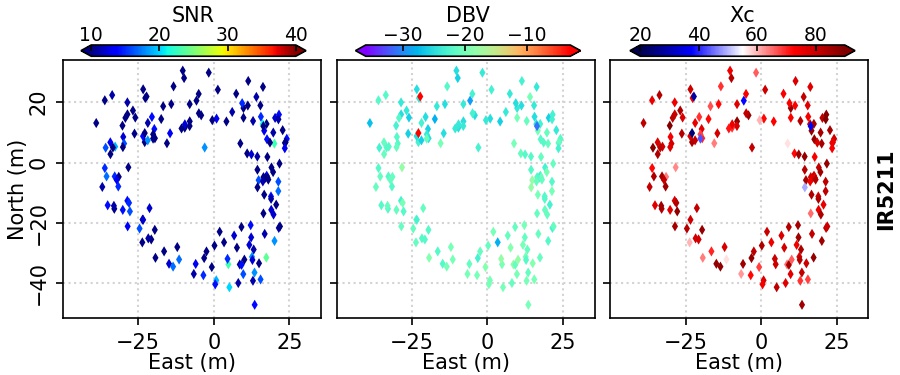 SNR DBV Xc
10 20 30 40 −30 −20 −10 20 40 60 80
20
0
−20
−40
North (m)
−25 0 25 −25 0 25 −25 0 25
East (m) East (m) East (m)
IR5211